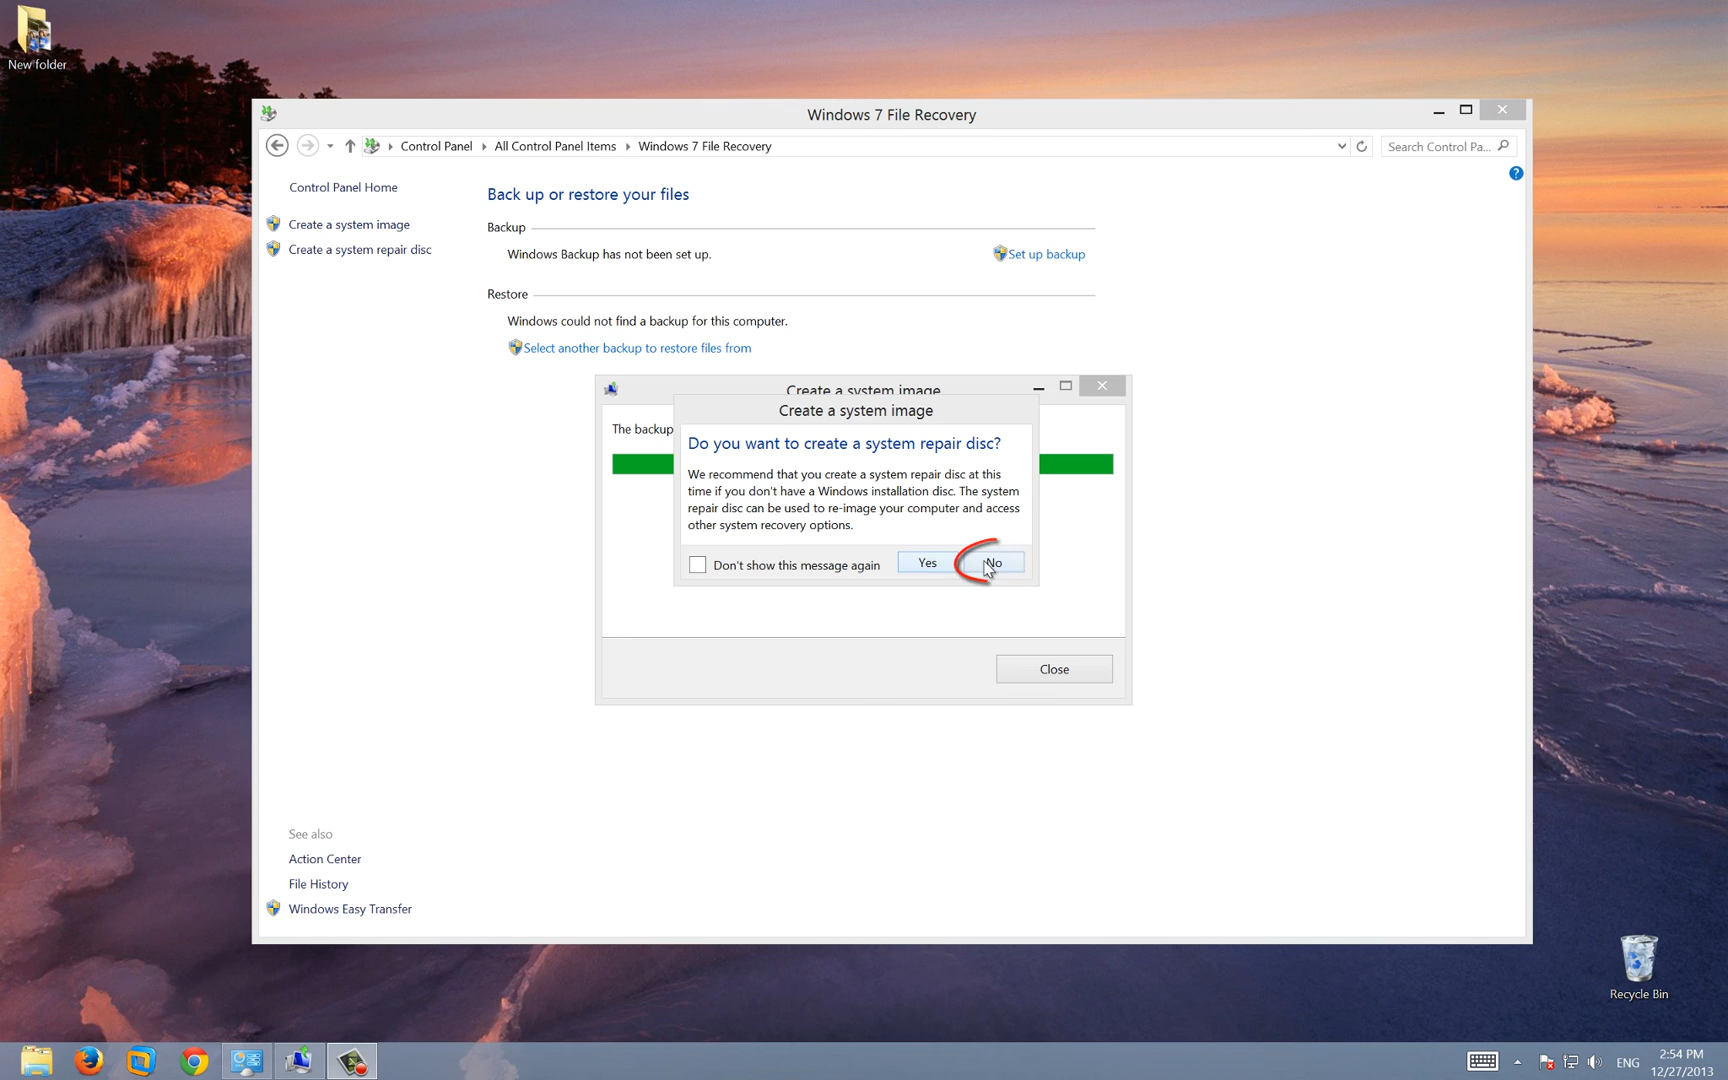 New folder
Windows 7 File Recovery
Control Panel All Control Panel Items Windows 7 File Recovery
Search Control Pa...
?
Control Panel Home
Create a system image
Create a system repair disc
Back up or restore your files
Backup
Windows Backup has not been set up.
Set up backup
Restore
Windows could not find a backup for this computer.
Select another backup to restore files from
Create a system image
The backup
Create a system image
Do you want to create a system repair disc?
We recommend that you create a system repair disc at this
time if you don't have a Windows installation disc. The system
repair disc can be used to re-image your computer and access
other system recovery options.
Don't show this message again
Yes
No
Close
See also
Action Center
File History
Windows Easy Transfer
Recycle Bin
ENG
2:54 PM
12/27/2013